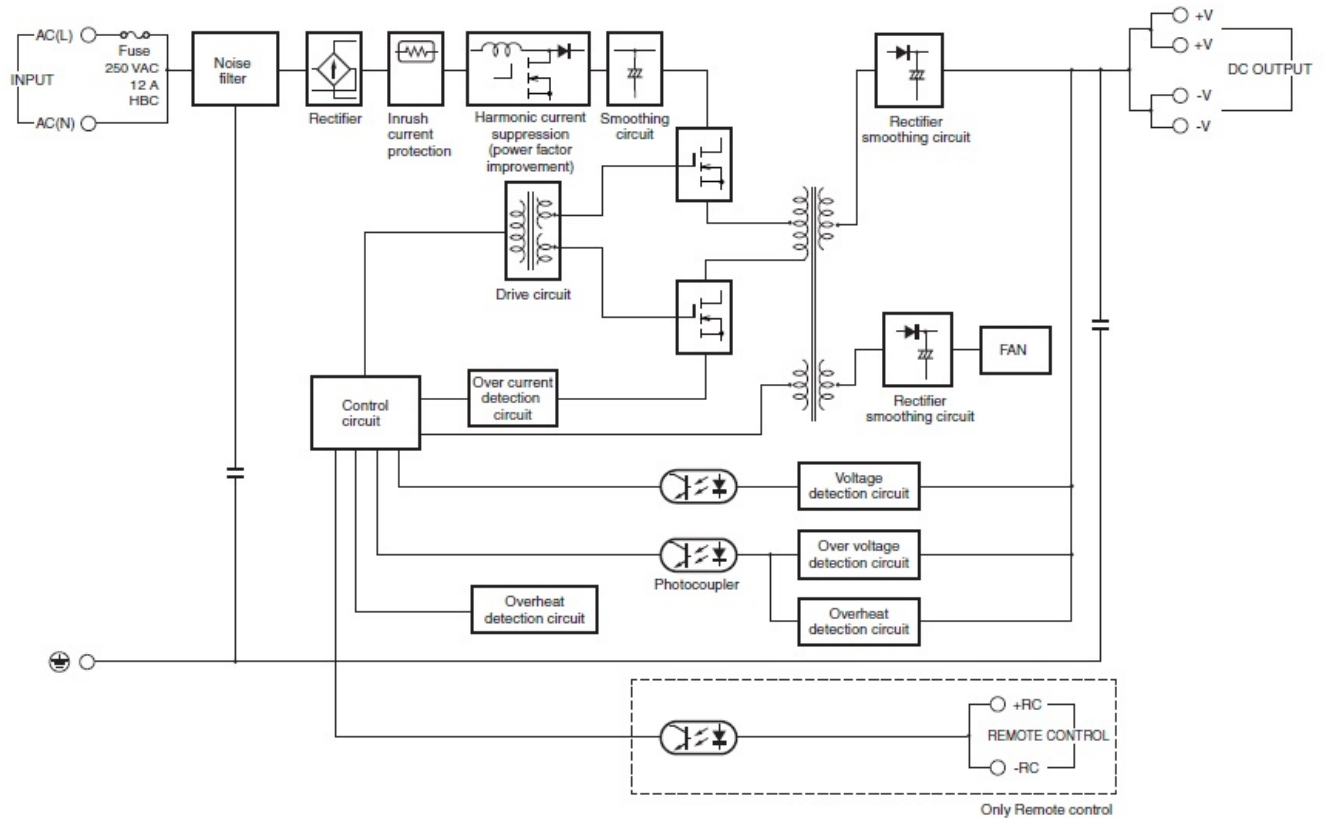 AC(L)
Fuse
250 VAC
12 A
HBC
INPUT
AC(N)
Noise
filter
Rectifier
Inrush
current
protection
Harmonic current
suppression
(power factor
improvement)
Smoothing
circuit
Rectifier
smoothing circuit
+V
+V
DC OUTPUT
-V
-V
Drive circuit
Control
circuit
Over current
detection
circuit
Rectifier
smoothing circuit
FAN
Voltage
detection circuit
Over voltage
detection circuit
Photocoupler
Overheat
detection circuit
Overheat
detection circuit
+RC
REMOTE CONTROL
-RC
Only Remote control